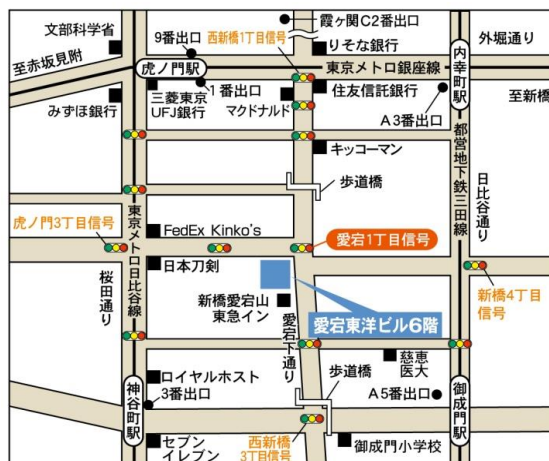 霞ヶ関C2番出口
文部科学省
9番出口
西新橋1丁目信号
りそな銀行
外堀通り
至赤坂見附
虎ノ門駅
東京メトロ銀座線
内幸町駅
みずほ銀行
三菱東京
UFJ銀行
1番出口
マクドナルド
住友信託銀行
至新橋
A3番出口
キッコーマン
都営地下鉄三田線
日比谷通り
歩道橋
東京メトロ日比谷線
虎ノ門3丁目信号
FedEx Kinko's
愛宕1丁目信号
日本刀剣
桜田通り
新橋愛宕山
東急イン
愛宕下通り
愛宕東洋ビル6階
新橋4丁目
信号
慈恵
医大
歩道橋
ロイヤルホスト
3番出口
神谷町駅
A5番出口
御成門駅
セブン
イレブン
西新橋
3丁目信号
御成門小学校